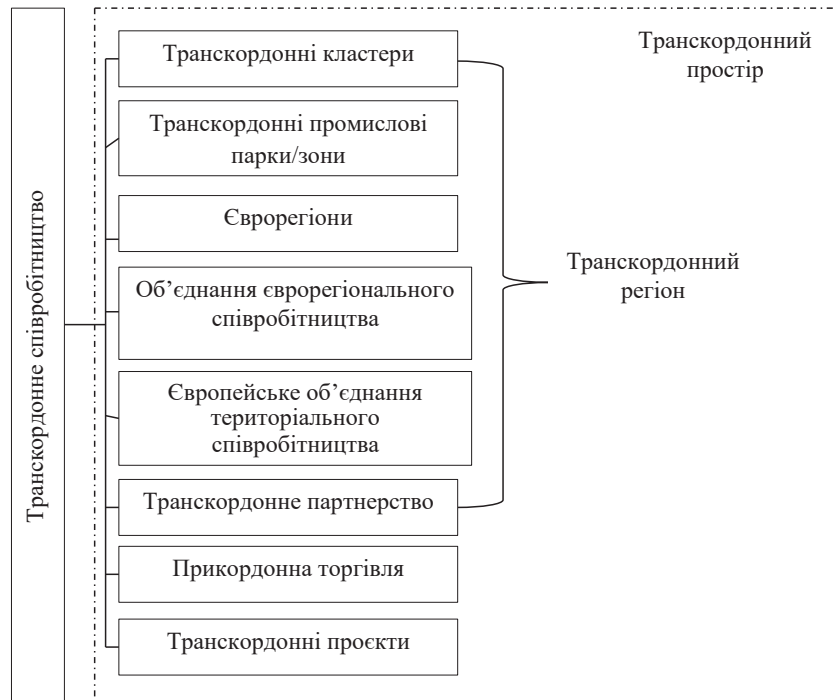 Транскордонне співробітництво
Транскордонний
простір
Транскордонні кластери
Транскордонні промислові
парки/зони
Єврорегіони
Об’єднання єврорегіонального
співробітництва
Європейське об’єднання
територіального
співробітництва
Транскордонне партнерство
Прикордонна торгівля
Транскордонні проєкти
Транскордонний
регіон